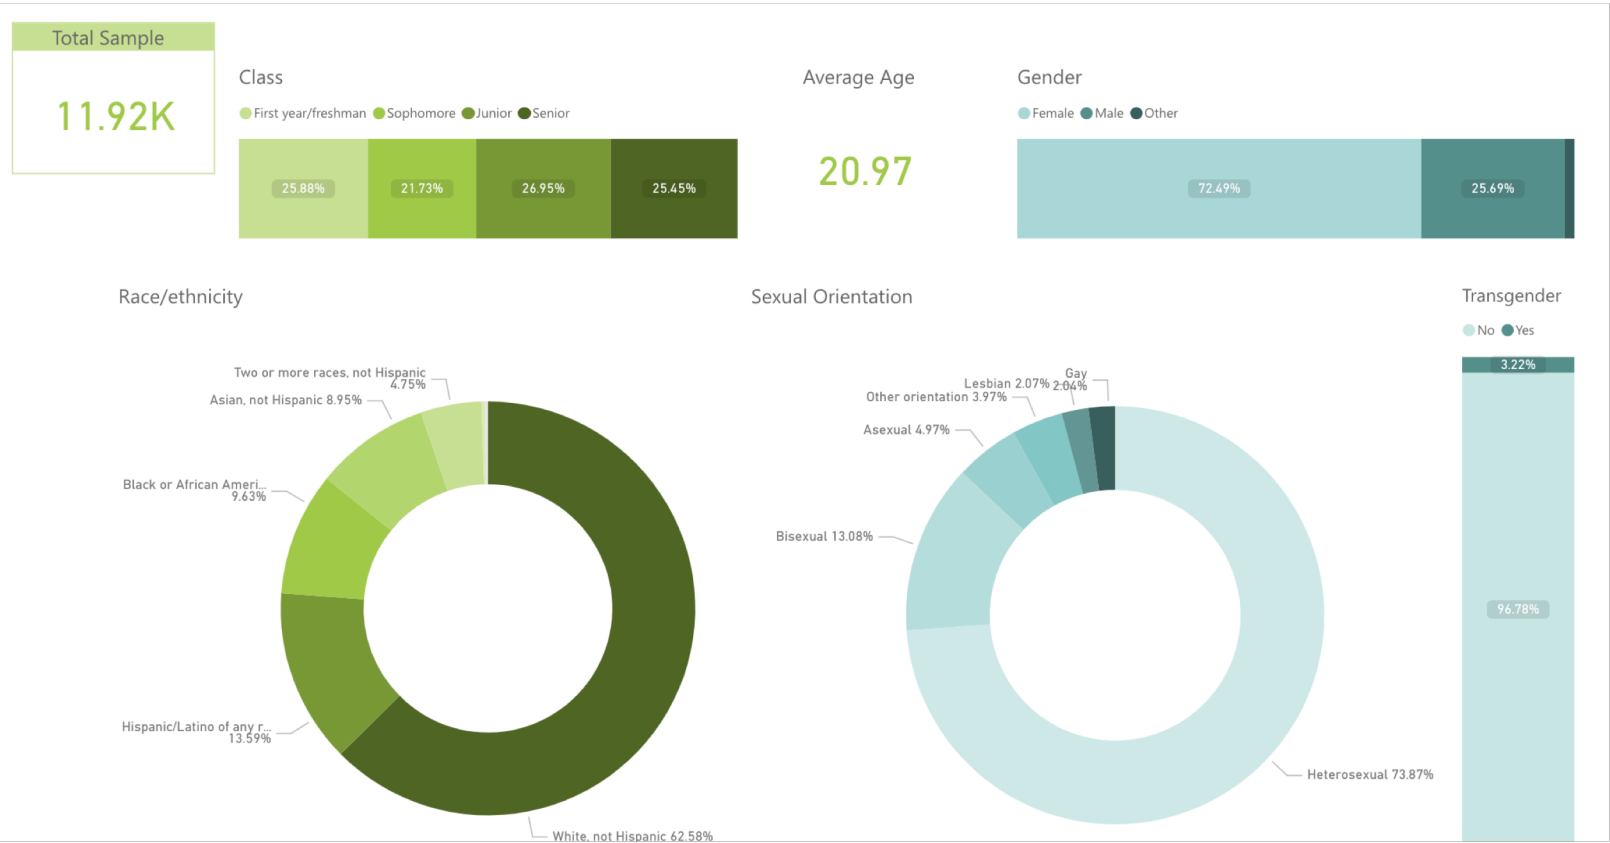 Total Sample
11.92K
Class
First year/freshman Sophomore Junior Senior
25.88% 21.73% 26.95% 25.45%
Average Age
20.97
Gender
Female Male Other
72.49% 25.69%
Race/ethnicity
Two or more races, not Hispanic
4.75%
Asian, not Hispanic 8.95%
Black or African Ameri...
9.63%
Hispanic/Latino of any r...
13.59%
White, not Hispanic 62.58%
Sexual Orientation
Gay
2.04%
Lesbian 2.07%
Other orientation 3.97%
Asexual 4.97%
Bisexual 13.08%
Heterosexual 73.87%
Transgender
No Yes
3.22%
96.78%